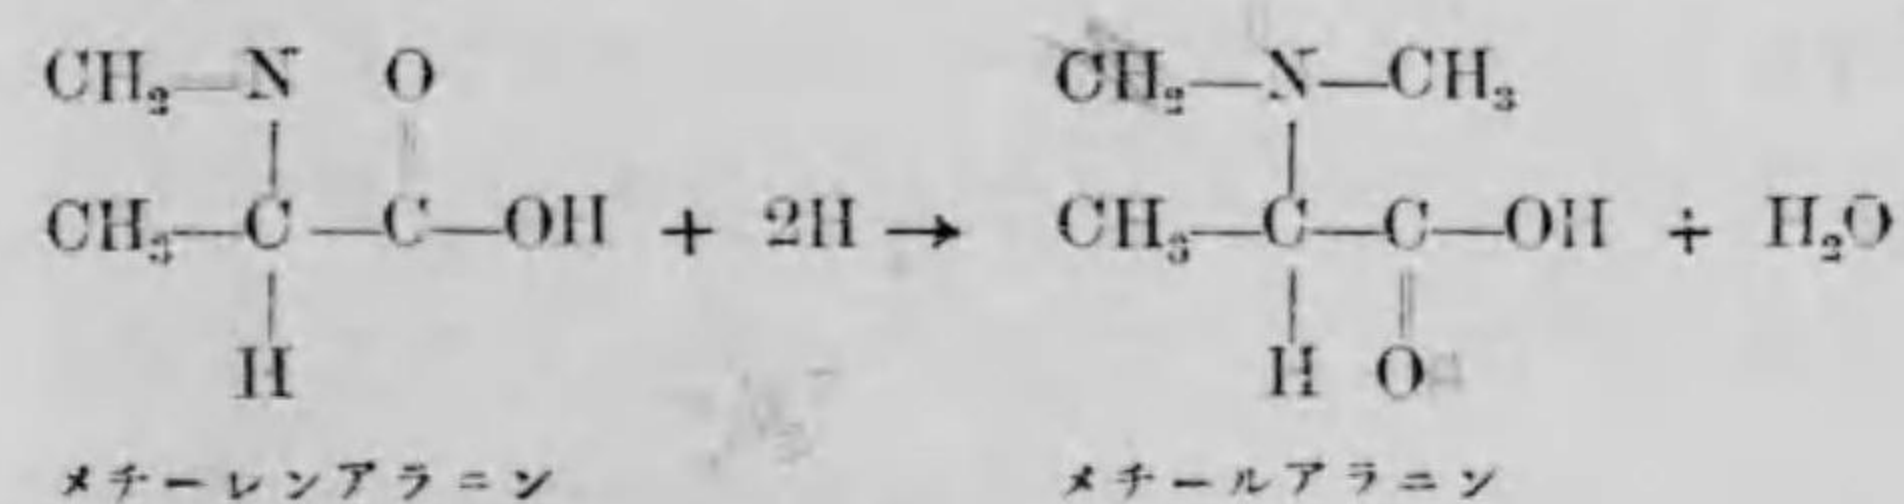 CH₂—N O CH₂—N—CH₃
CH₃—C—C—OH + 2H → CH₃—C—C—OH + H₂O
H H O
メチーレンアラニン メチールアラニン